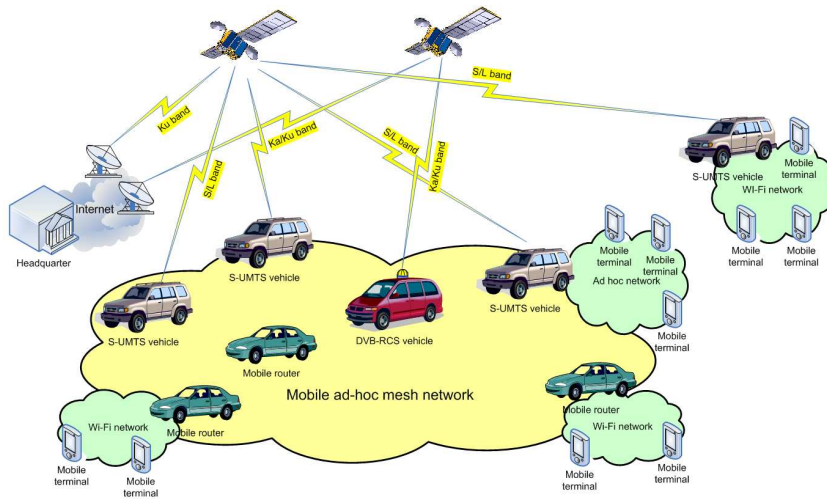 S/L band
Ku band
Ka/Ku band
S/L band
S/L band
Ka/Ku band
S-UMTS vehicle
Mobile
terminal
WI-Fi network
Mobile
terminal
Mobile
terminal
Internet
Headquarter
S-UMTS vehicle
S-UMTS vehicle
DVB-RCS vehicle
S-UMTS vehicle
Mobile
terminal
Mobile
terminal
Ad hoc network
Mobile
terminal
Mobile router
Mobile ad-hoc mesh network
Mobile router
Wi-Fi network
Mobile
terminal
Mobile
terminal
Mobile router
Wi-Fi network
Mobile
terminal
Mobile
terminal